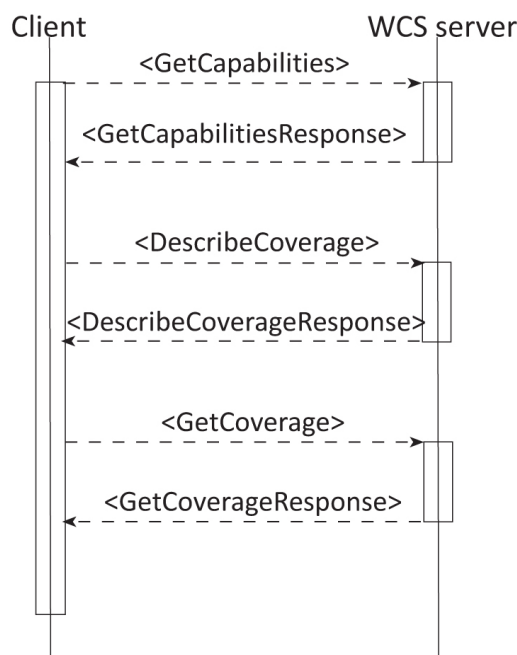 Client WCS server
<GetCapabilities>
<GetCapabilitiesResponse>
<DescribeCoverage>
<DescribeCoverageResponse>
<GetCoverage>
<GetCoverageResponse>